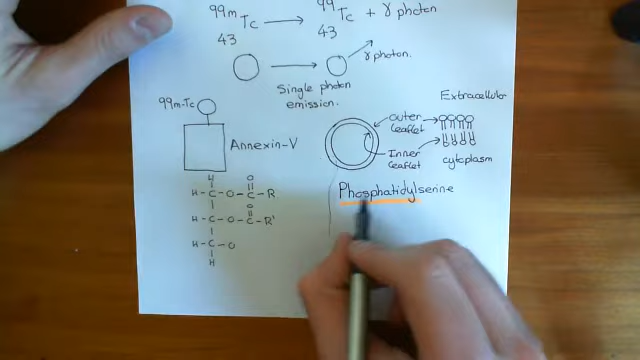 99m Tc → 99 Tc + γ photon
43 43
γ photon.
Single photon
emission.
99m-Tc
Annexin-V
Extracellular
outer
leaflet
Inner
leaflet
cytoplasm
Phosphatidylserine
H
O
H-C-O-C-R
O
H-C-O-C-R'
H-C-O
H